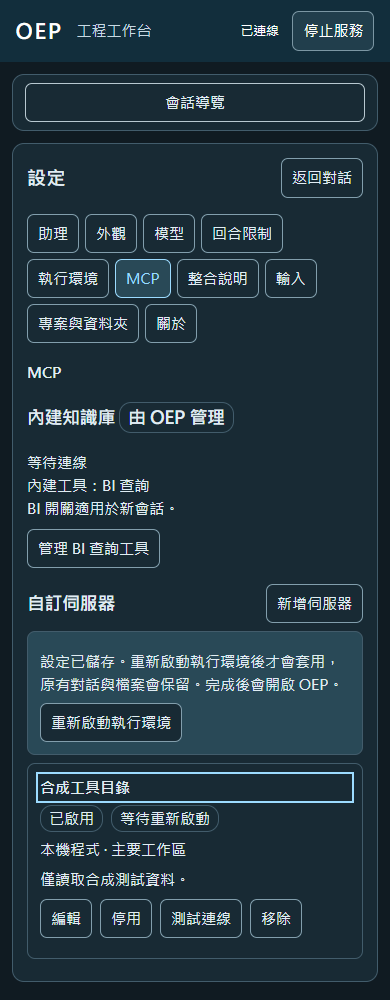 OEP 工程工作台 已連線 停止服務
會話導覽
設定 返回對話
助理 外觀 模型 回合限制
執行環境 MCP 整合說明 輸入
專案與資料夾 關於
MCP
內建知識庫 由 OEP 管理
等待連線
內建工具：BI 查詢
BI 開關適用於新會話。
管理 BI 查詢工具
自訂伺服器 新增伺服器
設定已儲存。重新啟動執行環境後才會套用，
原有對話與檔案會保留。完成後會開啟 OEP。
重新啟動執行環境
合成工具目錄
已啟用 等待重新啟動
本機程式 · 主要工作區
僅讀取合成測試資料。
編輯 停用 測試連線 移除